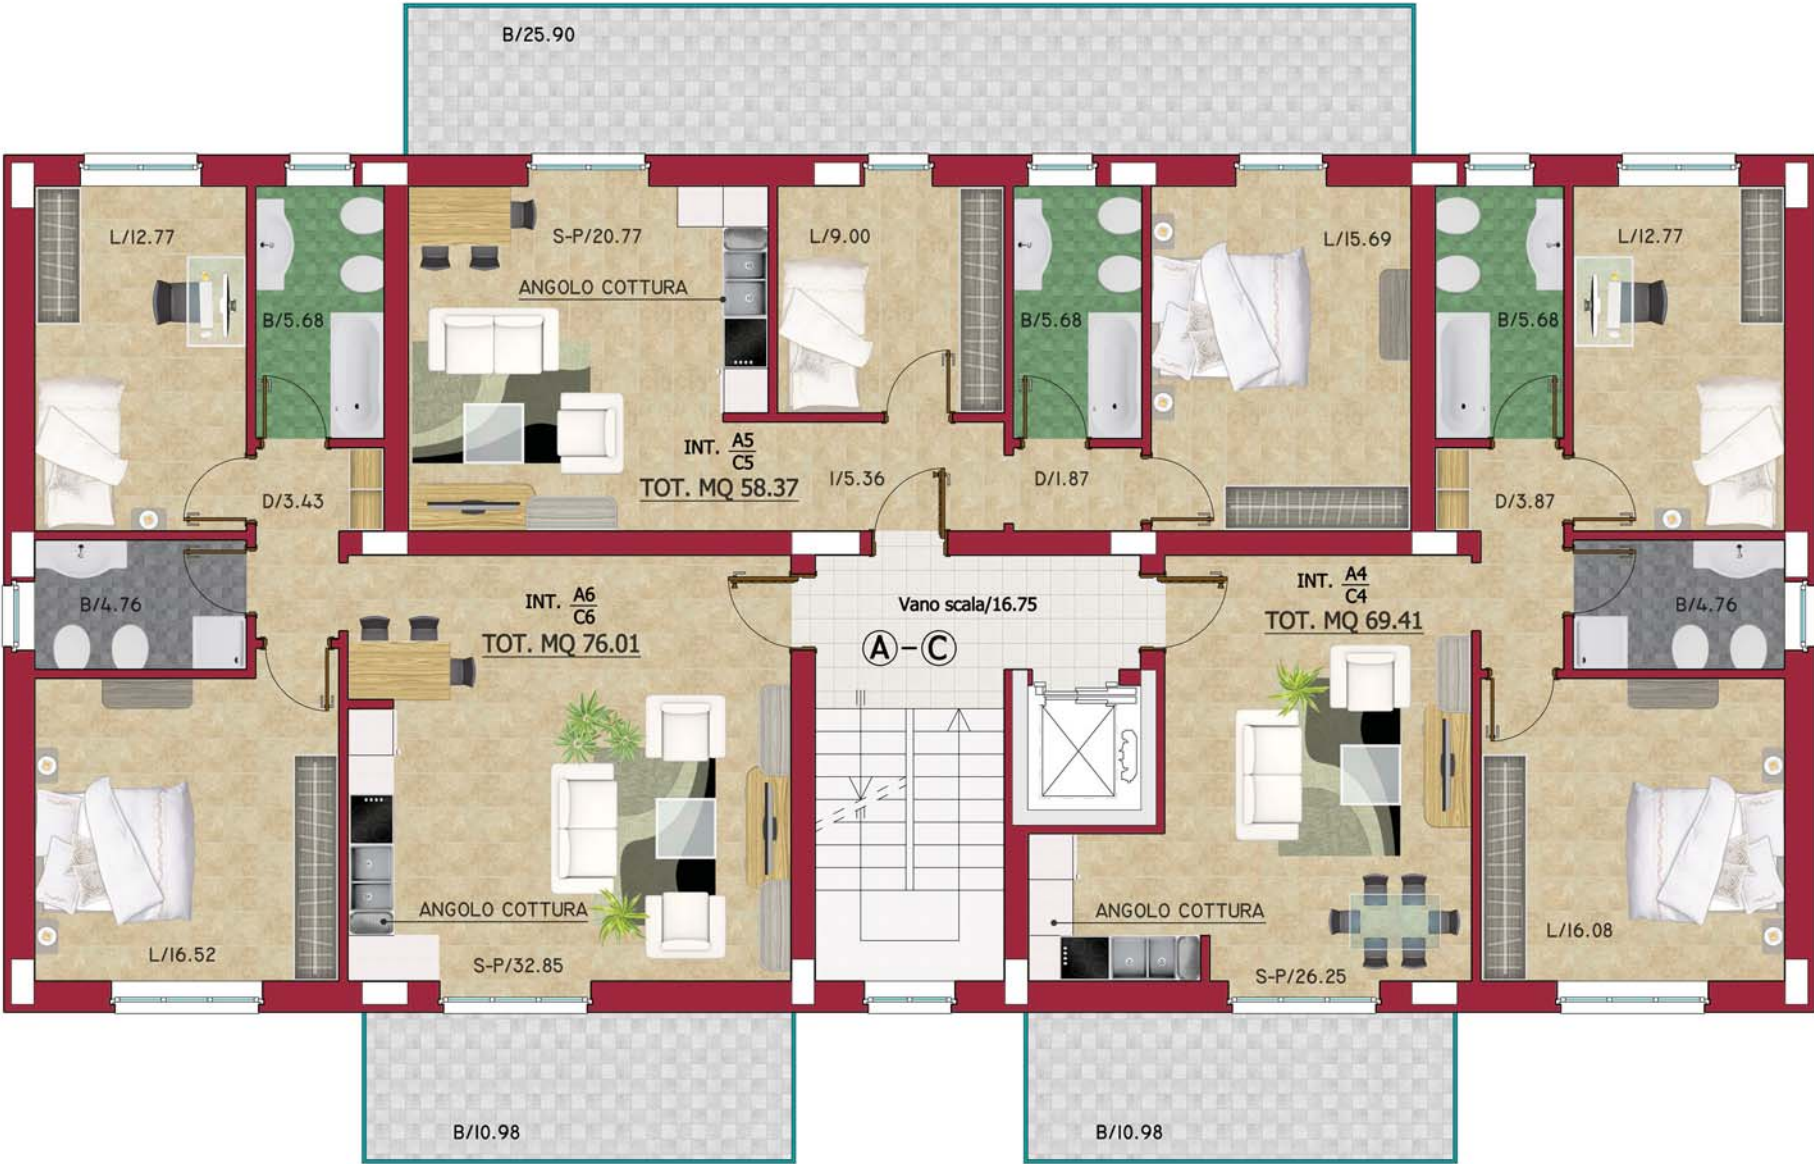 B/25.90
L/12.77
S-P/20.77
L/9.00
L/15.69
L/12.77
ANGOLO COTTURA
B/5.68
B/5.68
B/5.68
INT. A5
C5
TOT. MQ 58.37
I/5.36
D/1.87
D/3.43
D/3.87
B/4.76
INT. A6
C6
TOT. MQ 76.01
Vano scala/16.75
A-C
INT. A4
C4
TOT. MQ 69.41
B/4.76
ANGOLO COTTURA
ANGOLO COTTURA
L/16.52
S-P/32.85
S-P/26.25
L/16.08
B/10.98
B/10.98